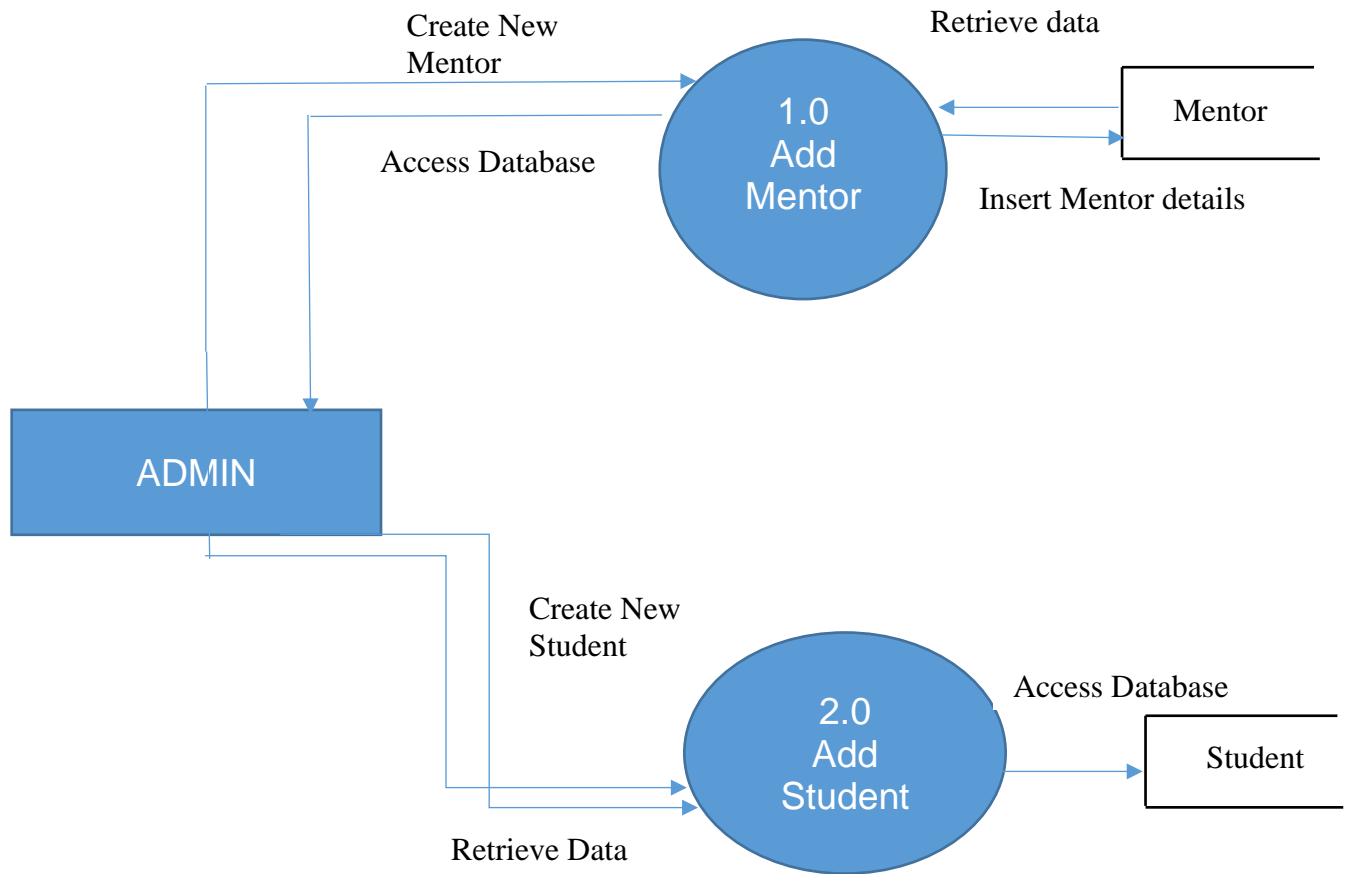 Create New
Mentor
Retrieve data
1.0
Add
Mentor
Mentor
Access Database
Insert Mentor details
ADMIN
Create New
Student
2.0
Add
Student
Access Database
Student
Retrieve Data